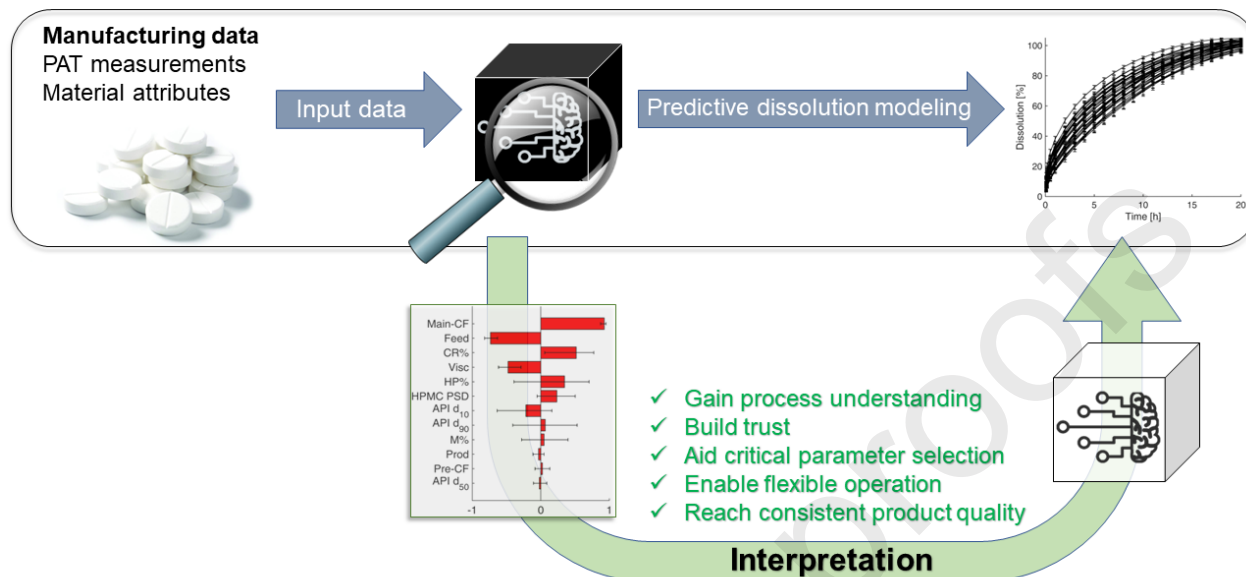 Manufacturing data
PAT measurements
Material attributes
Input data
Predictive dissolution modeling
Dissolution [%]
100
80
60
40
20
0
0 5 10 15 20
Time [h]
Main-CF
Feed
CR%
Visc
HP%
HPMC PSD
API d10
API d90
M%
Prod
Pre-CF
API d50
-1 0 1
✓ Gain process understanding
✓ Build trust
✓ Aid critical parameter selection
✓ Enable flexible operation
✓ Reach consistent product quality
Interpretation
proofs